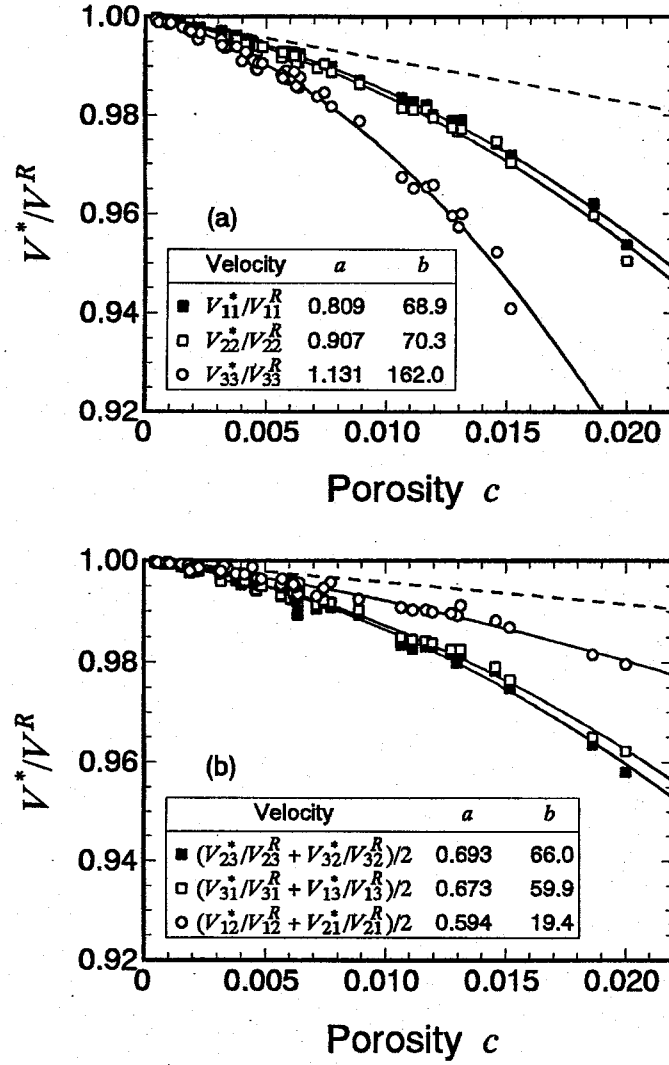 1.00
0.98
0.96
0.94
0.92
V*/V^R
(a)
Velocity a b
■ V*11/V^R11 0.809 68.9
□ V*22/V^R22 0.907 70.3
○ V*33/V^R33 1.131 162.0
0 0.005 0.010 0.015 0.020
Porosity c
1.00
0.98
0.96
0.94
0.92
V*/V^R
(b)
Velocity a b
■ (V*23/V^R23 + V*32/V^R32)/2 0.693 66.0
□ (V*31/V^R31 + V*13/V^R13)/2 0.673 59.9
○ (V*12/V^R12 + V*21/V^R21)/2 0.594 19.4
0 0.005 0.010 0.015 0.020
Porosity c